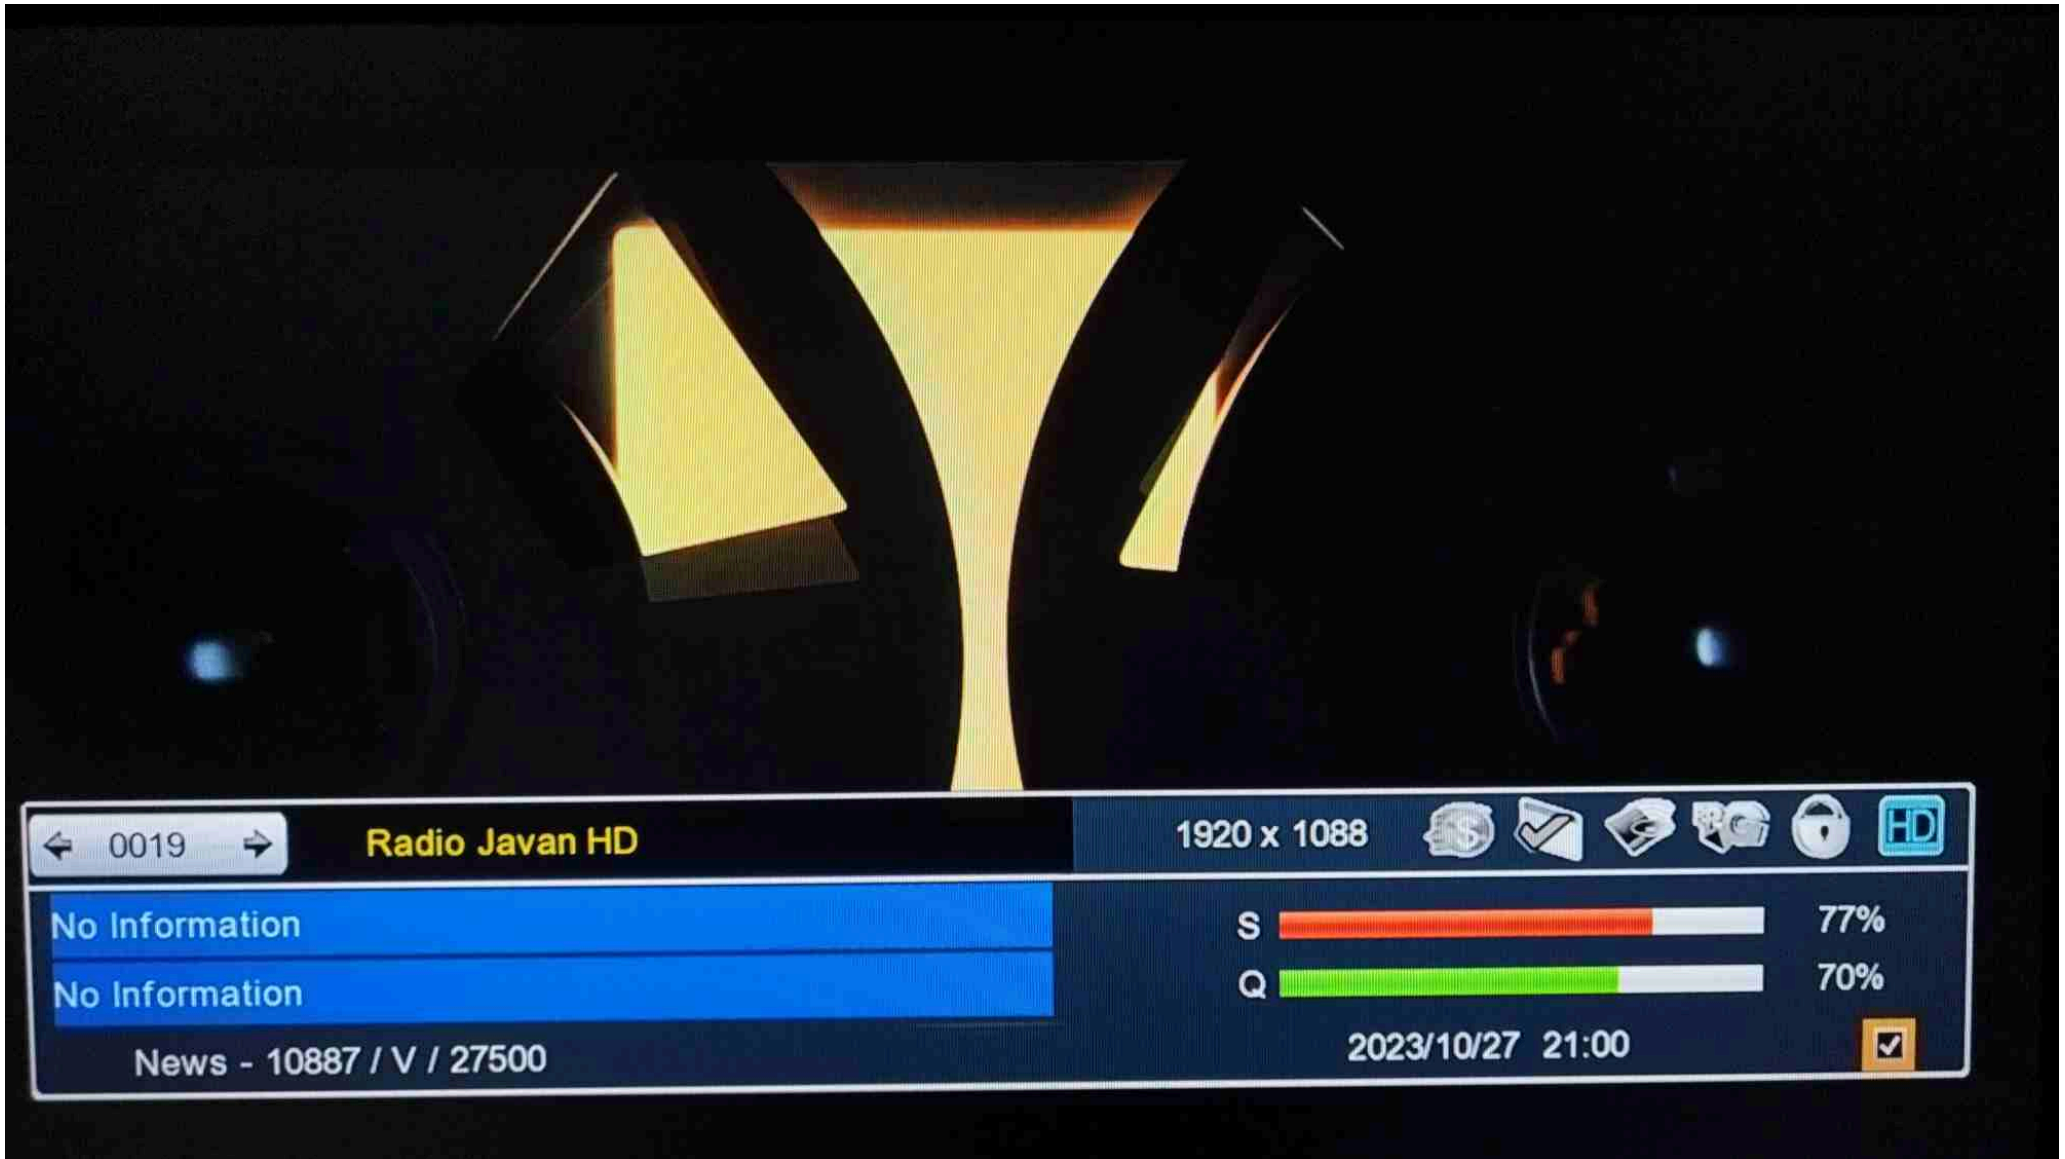 0019
Radio Javan HD
1920 x 1088
HD
No Information
S
77%
No Information
Q
70%
News - 10887 / V / 27500
2023/10/27 21:00